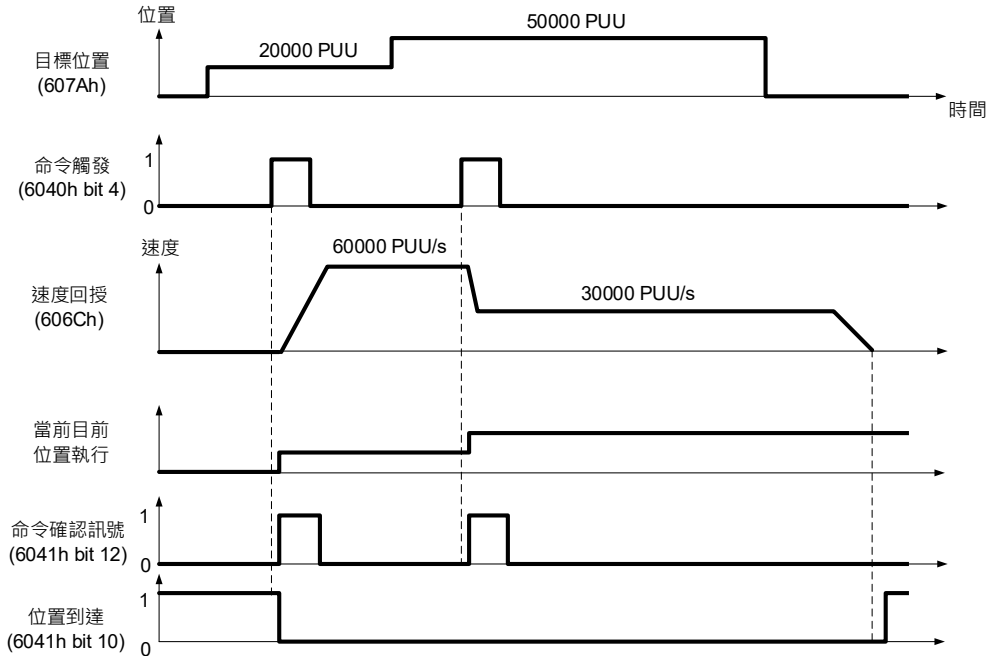 位置
50000 PUU
20000 PUU
目標位置
(607Ah)
時間
命令觸發
(6040h bit 4)
1
0
速度
60000 PUU/s
30000 PUU/s
速度回授
(606Ch)
當前目前
位置執行
命令確認訊號
(6041h bit 12)
1
0
位置到達
(6041h bit 10)
1
0